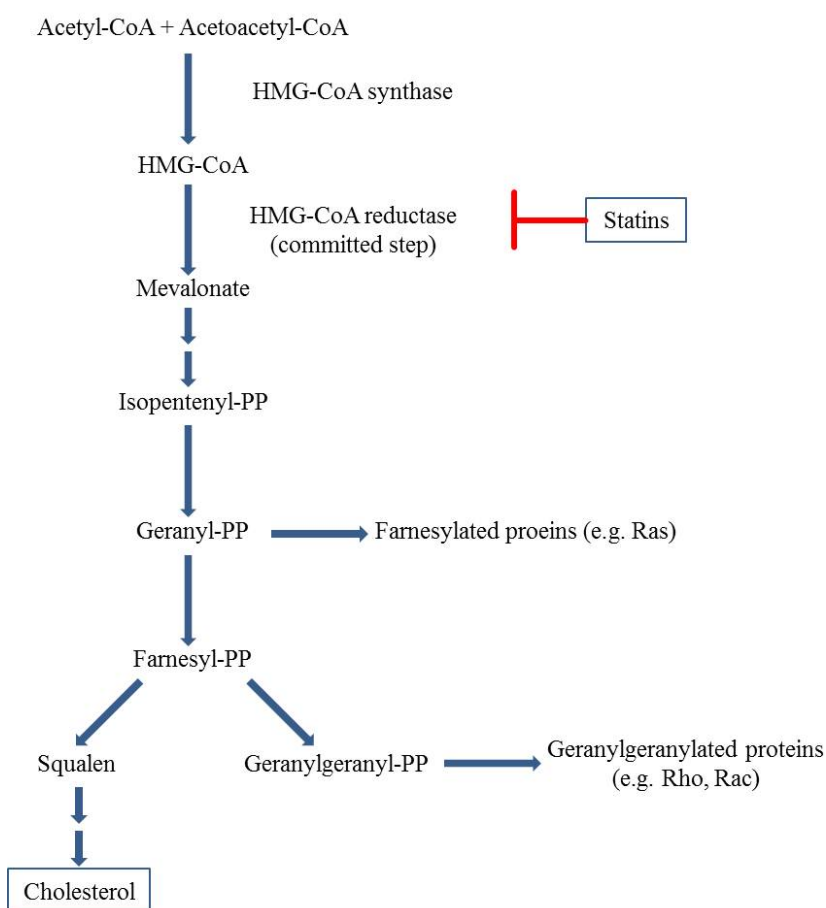 Acetyl-CoA + Acetoacetyl-CoA
HMG-CoA synthase
HMG-CoA
HMG-CoA reductase
(committed step)
Statins
Mevalonate
Isopentenyl-PP
Geranyl-PP
Farnesylated proeins (e.g. Ras)
Farnesyl-PP
Squalen
Geranylgeranyl-PP
Geranylgeranylated proteins
(e.g. Rho, Rac)
Cholesterol